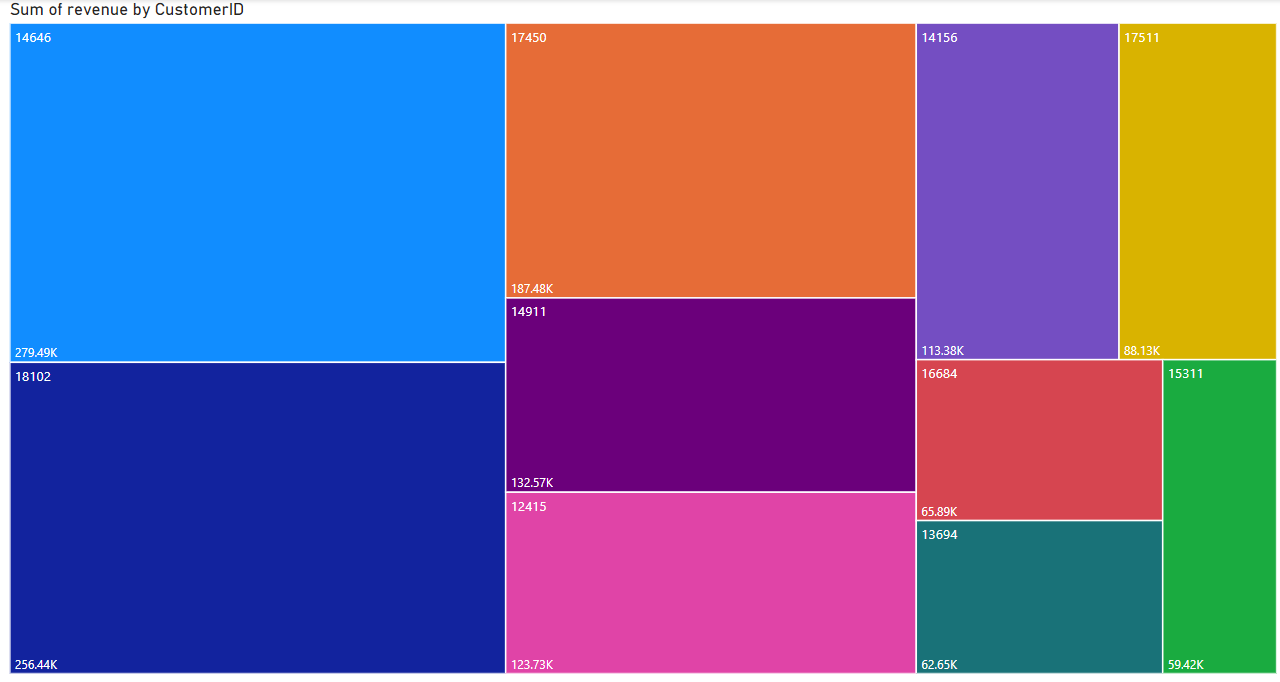 Sum of revenue by CustomerID
14646
279.49K
18102
256.44K
17450
187.48K
14911
132.57K
12415
123.73K
14156
113.38K
17511
88.13K
16684
65.89K
13694
62.65K
15311
59.42K